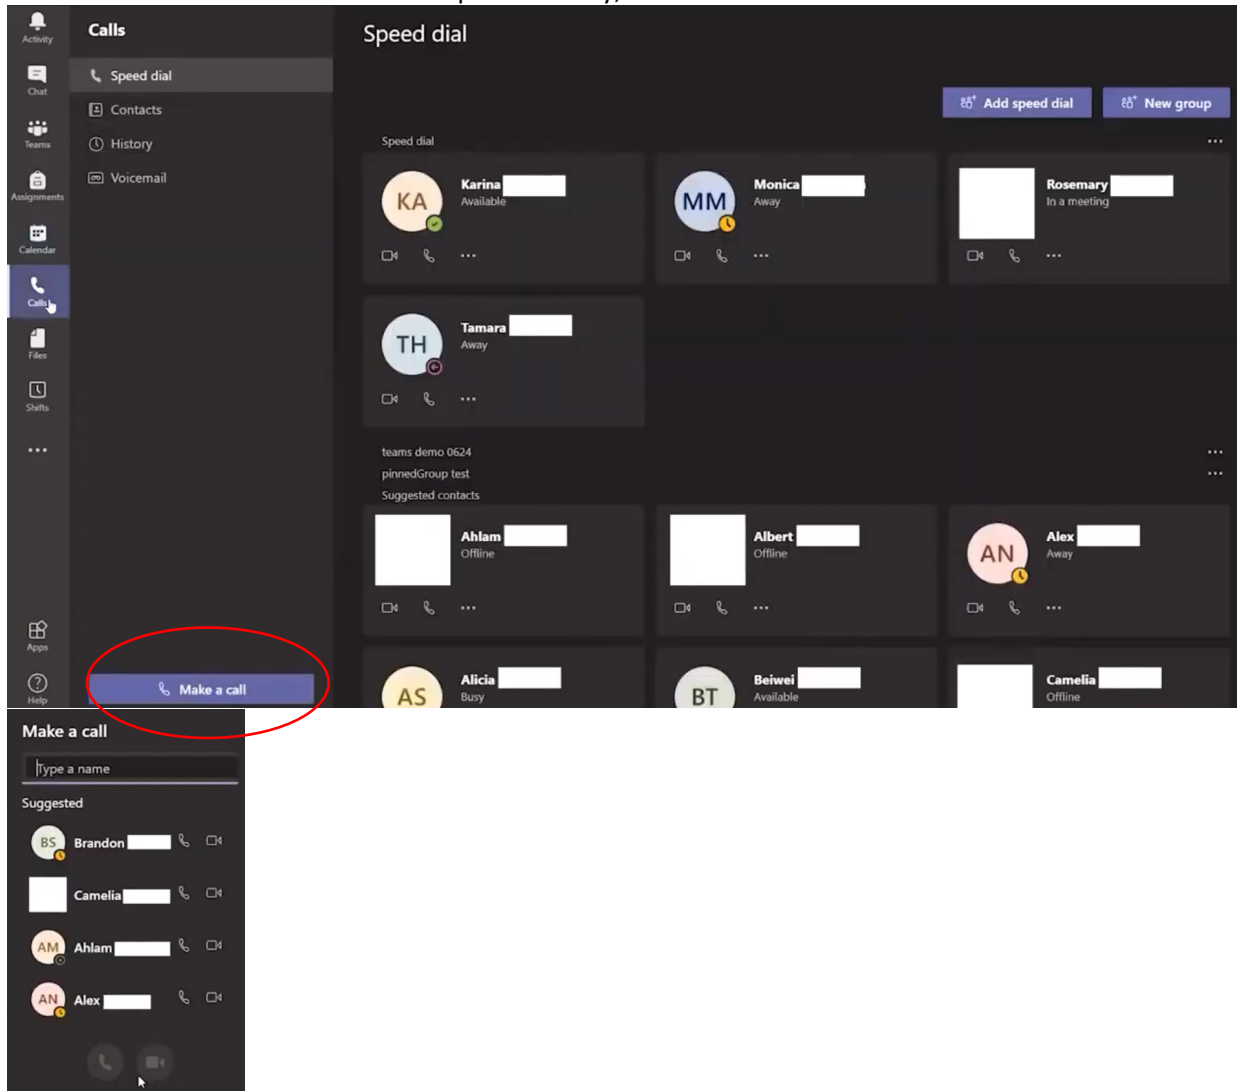 Activity
Chat
Teams
Assignments
Calendar
Calls
Files
Shifts
Apps
Help
Calls
Speed dial
Contacts
History
Voicemail
Make a call
Speed dial
Add speed dial
New group
Speed dial
KA
Karina
Available
MM
Monica
Away
Rosemary
In a meeting
TH
Tamara
Away
teams demo 0624
pinnedGroup test
Suggested contacts
Ahlam
Offline
Albert
Offline
AN
Alex
Away
AS
Alicia
Busy
BT
Beiwei
Available
Camelia
Offline
Make a call
Type a name
Suggested
BS
Brandon
Camelia
AM
Ahlam
AN
Alex